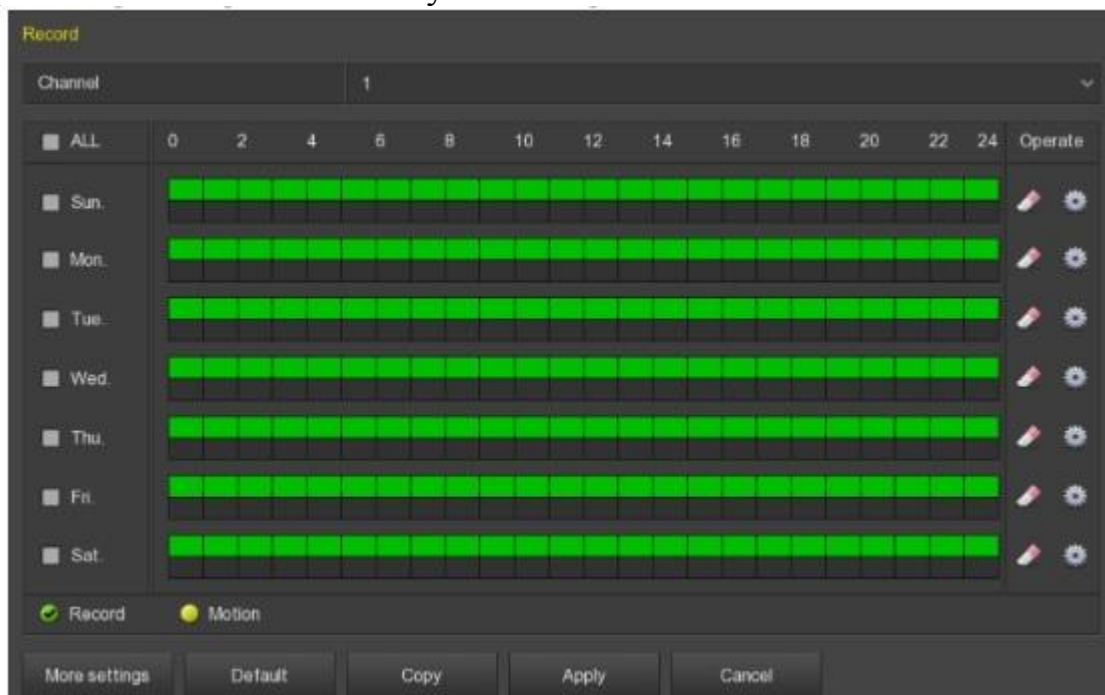 Record
Channel 1
ALL 0 2 4 6 8 10 12 14 16 18 20 22 24 Operate
Sun.
Mon.
Tue.
Wed.
Thu.
Fri.
Sat.
Record Motion
More settings Default Copy Apply Cancel